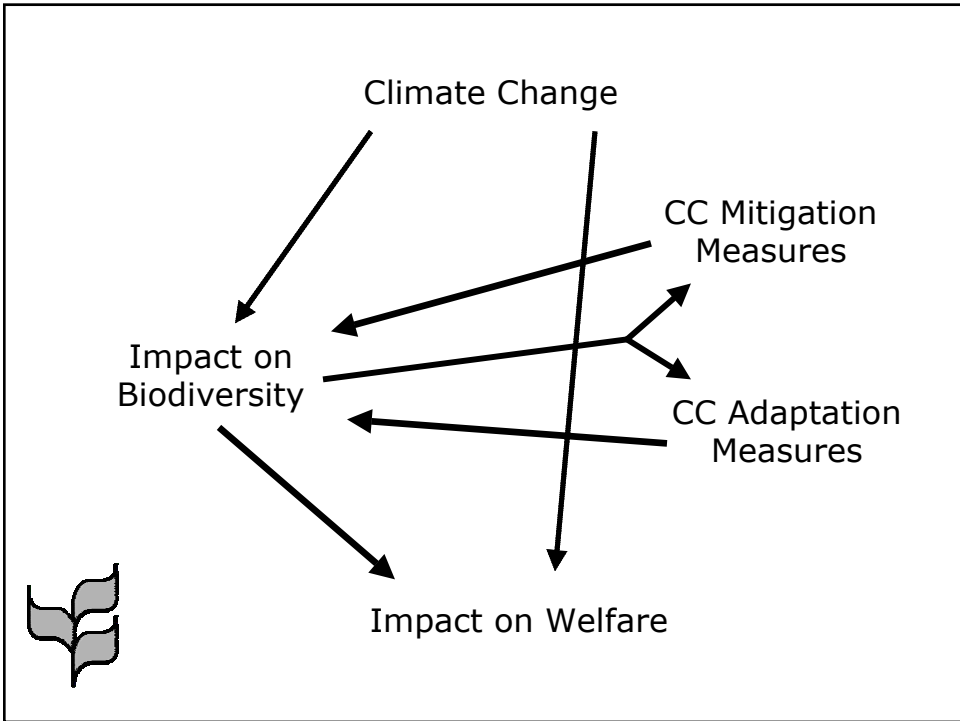 Climate Change
CC Mitigation
Measures
Impact on
Biodiversity
CC Adaptation
Measures
Impact on Welfare